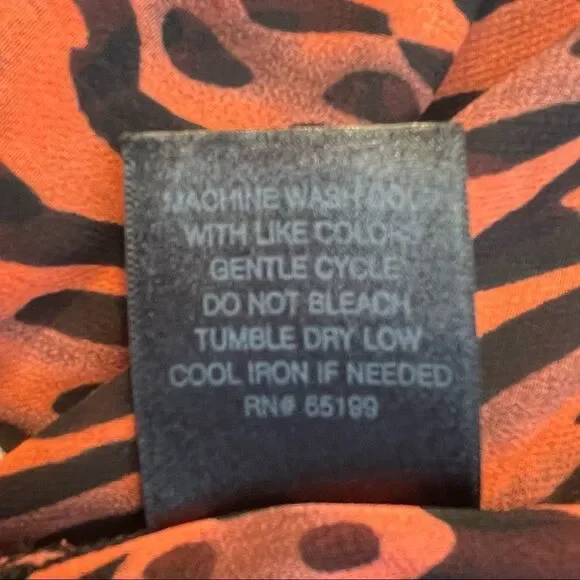 MACHINE WASH COLD
WITH LIKE COLORS
GENTLE CYCLE
DO NOT BLEACH
TUMBLE DRY LOW
COOL IRON IF NEEDED
RN# 65199